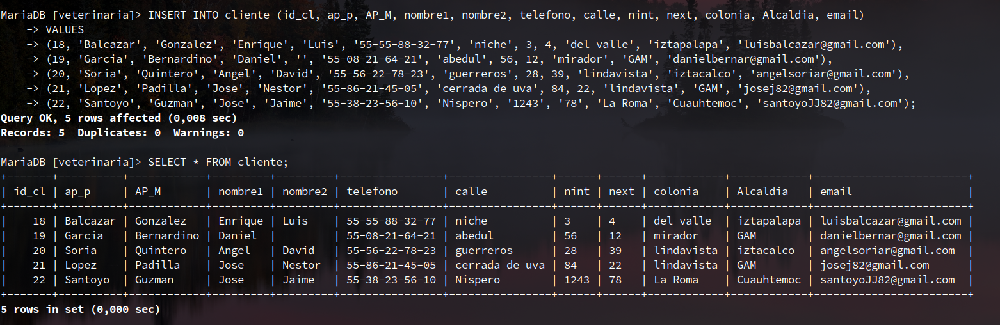 MariaDB [veterinaria]> INSERT INTO cliente (id_cl, ap_p, AP_M, nombre1, nombre2, telefono, calle, nint, next, colonia, Alcaldia, email)
    -> VALUES
    -> (18, 'Balcazar', 'Gonzalez', 'Enrique', 'Luis', '55-55-88-32-77', 'niche', 3, 4, 'del valle', 'iztapalapa', 'luisbalcazar@gmail.com'),
    -> (19, 'Garcia', 'Bernardino', 'Daniel', '', '55-08-21-64-21', 'abedul', 56, 12, 'mirador', 'GAM', 'danielbernar@gmail.com'),
    -> (20, 'Soria', 'Quintero', 'Angel', 'David', '55-56-22-78-23', 'guerreros', 28, 39, 'lindavista', 'iztacalco', 'angelsoriar@gmail.com'),
    -> (21, 'Lopez', 'Padilla', 'Jose', 'Nestor', '55-86-21-45-05', 'cerrada de uva', 84, 22, 'lindavista', 'GAM', 'josej82@gmail.com'),
    -> (22, 'Santoyo', 'Guzman', 'Jose', 'Jaime', '55-38-23-56-10', 'Nispero', '1243', '78', 'La Roma', 'Cuauhtemoc', 'santoyoJJ82@gmail.com');
Query OK, 5 rows affected (0,008 sec)
Records: 5  Duplicates: 0  Warnings: 0

MariaDB [veterinaria]> SELECT * FROM cliente;
+-------+----------+------------+---------+---------+----------------+----------------+------+------+------------+------------+------------------------+
| id_cl | ap_p     | AP_M       | nombre1 | nombre2 | telefono       | calle          | nint | next | colonia    | Alcaldia   | email                  |
+-------+----------+------------+---------+---------+----------------+----------------+------+------+------------+------------+------------------------+
|    18 | Balcazar | Gonzalez   | Enrique | Luis    | 55-55-88-32-77 | niche          | 3    | 4    | del valle  | iztapalapa | luisbalcazar@gmail.com |
|    19 | Garcia   | Bernardino | Daniel  |         | 55-08-21-64-21 | abedul         | 56   | 12   | mirador    | GAM        | danielbernar@gmail.com |
|    20 | Soria    | Quintero   | Angel   | David   | 55-56-22-78-23 | guerreros      | 28   | 39   | lindavista | iztacalco  | angelsoriar@gmail.com  |
|    21 | Lopez    | Padilla    | Jose    | Nestor  | 55-86-21-45-05 | cerrada de uva | 84   | 22   | lindavista | GAM        | josej82@gmail.com      |
|    22 | Santoyo  | Guzman     | Jose    | Jaime   | 55-38-23-56-10 | Nispero        | 1243 | 78   | La Roma    | Cuauhtemoc | santoyoJJ82@gmail.com  |
+-------+----------+------------+---------+---------+----------------+----------------+------+------+------------+------------+------------------------+
5 rows in set (0,000 sec)